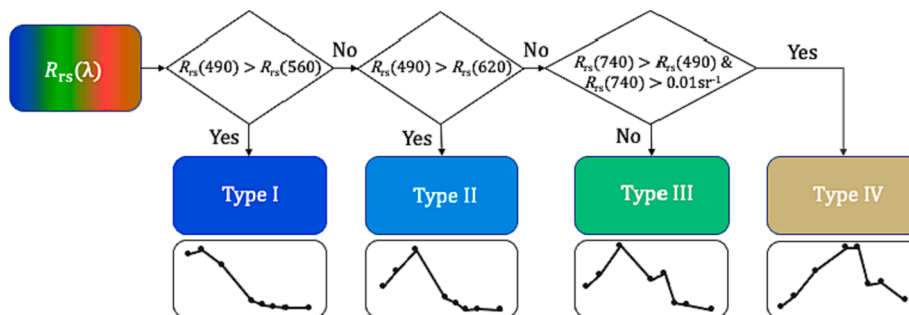 Rrs(λ)
Rrs(490) > Rrs(560)
No
Rrs(490) > Rrs(620)
No
Rrs(740) > Rrs(490) &
Rrs(740) > 0.01sr⁻¹
Yes
Yes
Yes
No
Type I
Type II
Type III
Type IV